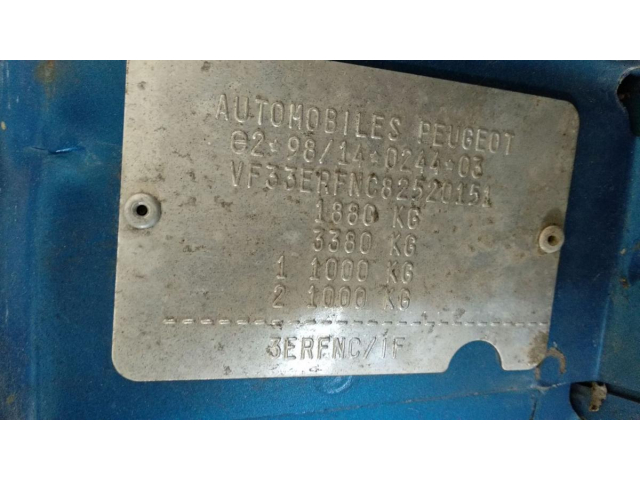 AUTOMOBILES PEUGEOT
e2*98/14*0244*03
VF33ERFNC82520151
1880 KG
3380 KG
1 1000 KG
2 1000 KG
3ERFNC/IF